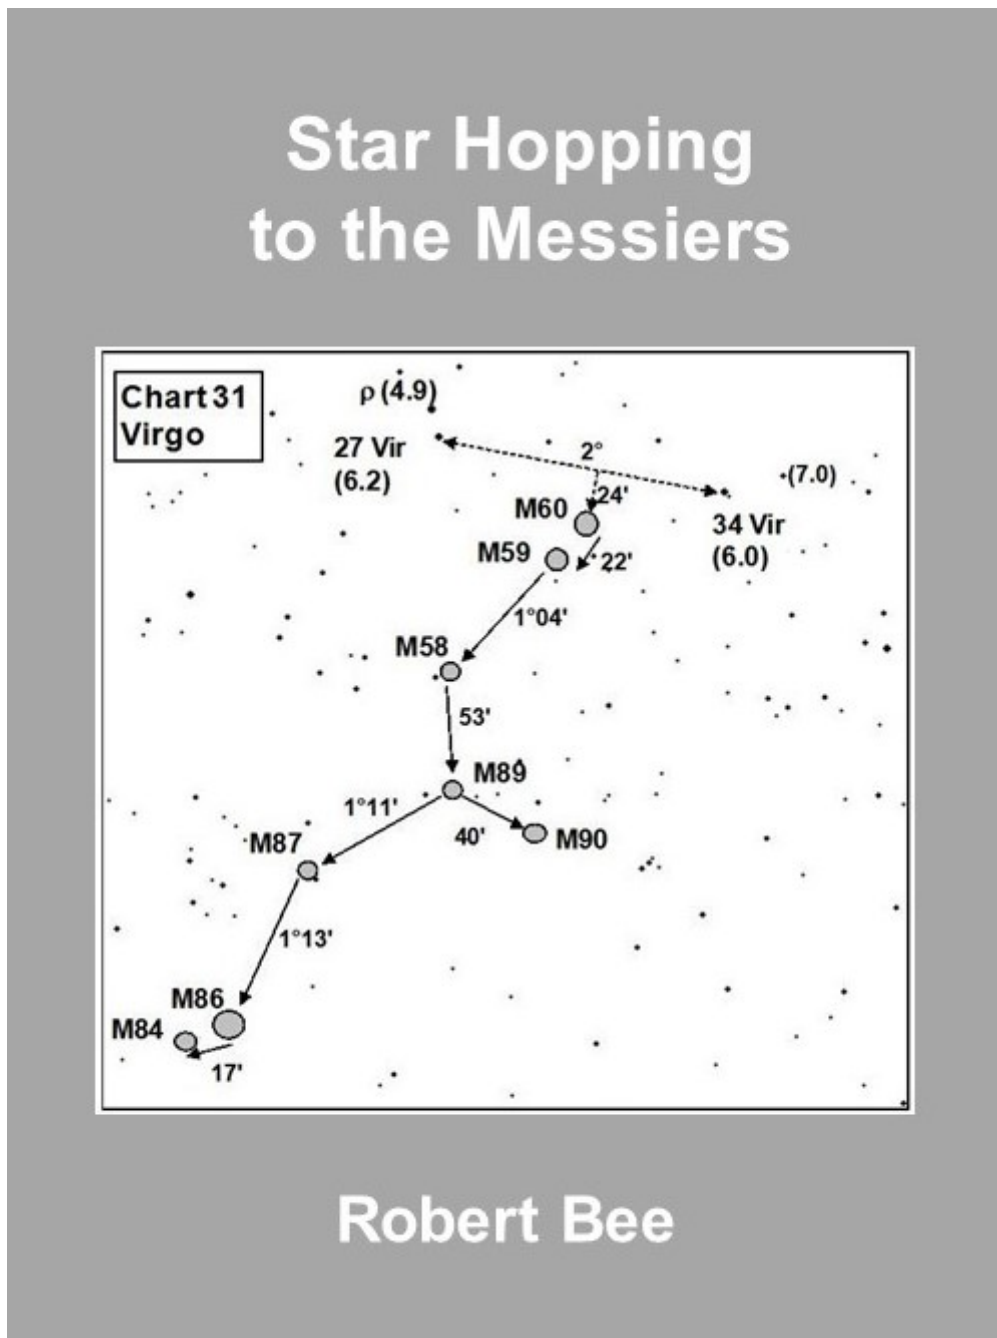 Star Hopping
to the Messiers
Chart 31
Virgo
ρ (4.9)
27 Vir
(6.2)
2°
24'
(7.0)
M60
34 Vir
(6.0)
M59
22'
1°04'
M58
53'
M89
1°11'
40'
M90
M87
1°13'
M86
M84
17'
Robert Bee